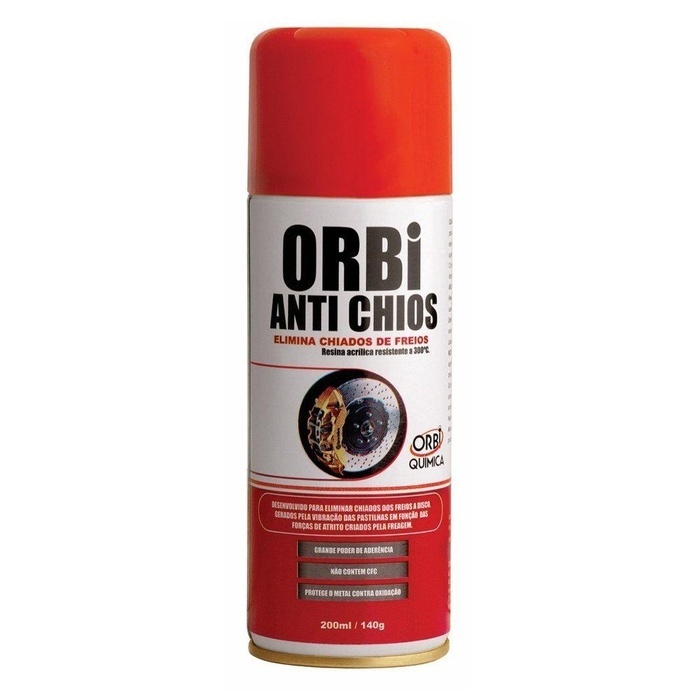 ORBi
ANTI CHIOS
ELIMINA CHIADOS DE FREIOS
Resina acrílica resistente a 300ºC.
ORBi
QUÍMICA
DESENVOLVIDO PARA ELIMINAR CHIADOS DOS FREIOS A DISCO,
GERADOS PELA VIBRAÇÃO DAS PASTILHAS EM FUNÇÃO DAS
FORÇAS DE ATRITO CRIADOS PELA FREAGEM.
GRANDE PODER DE ADERÊNCIA
NÃO CONTEM CFC
PROTEGE O METAL CONTRA OXIDAÇÃO
200ml / 140g